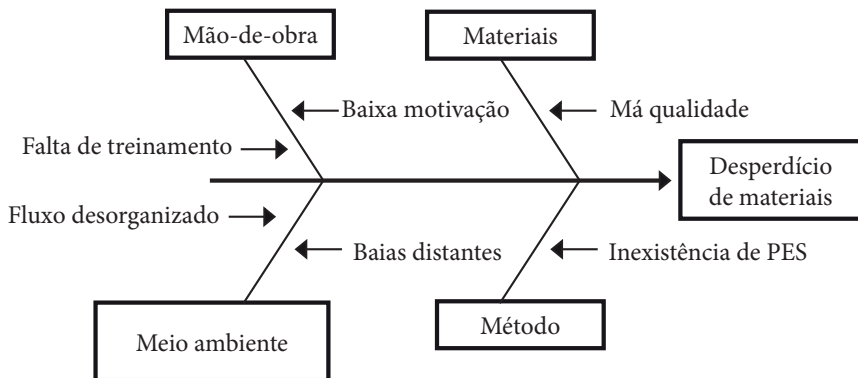 Mão-de-obra
Materiais
Baixa motivação
Má qualidade
Falta de treinamento
Desperdício
de materiais
Fluxo desorganizado
Baias distantes
Inexistência de PES
Meio ambiente
Método